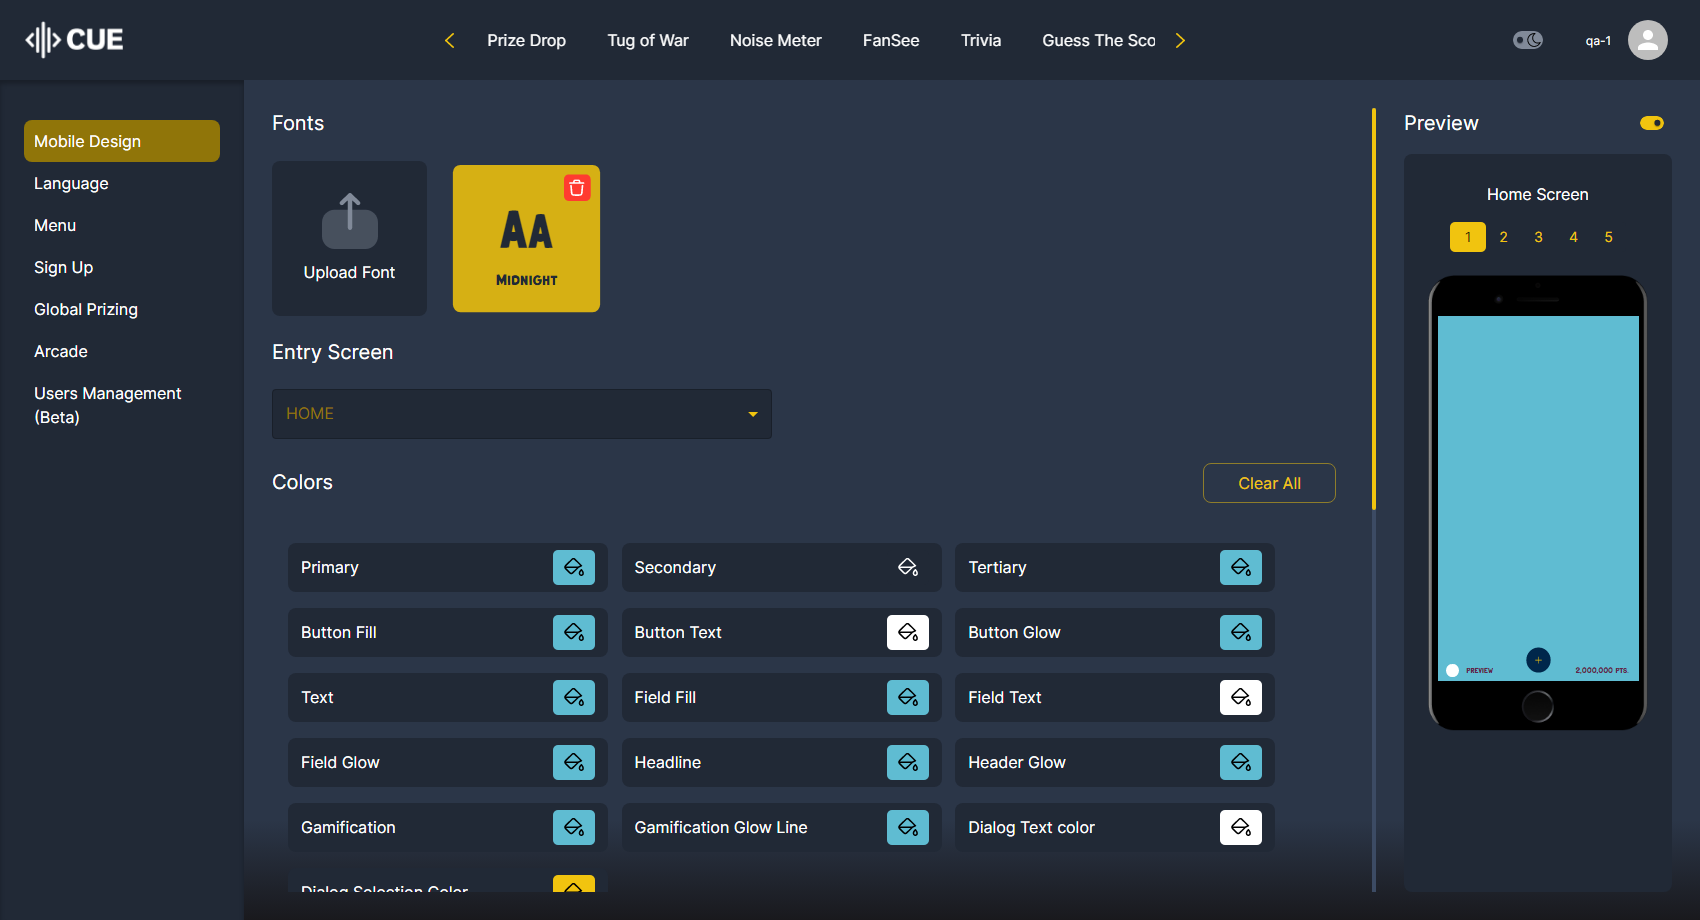 CUE
Prize Drop
Tug of War
Noise Meter
FanSee
Trivia
Guess The Sco
qa-1
Mobile Design
Language
Menu
Sign Up
Global Prizing
Arcade
Users Management
(Beta)
Fonts
Upload Font
AA
MIDNIGHT
Entry Screen
HOME
Colors
Clear All
Primary
Secondary
Tertiary
Button Fill
Button Text
Button Glow
Text
Field Fill
Field Text
Field Glow
Headline
Header Glow
Gamification
Gamification Glow Line
Dialog Text color
Dialog Selection Color
Preview
Home Screen
1 2 3 4 5
PREVIEW
2,000,000 PTS